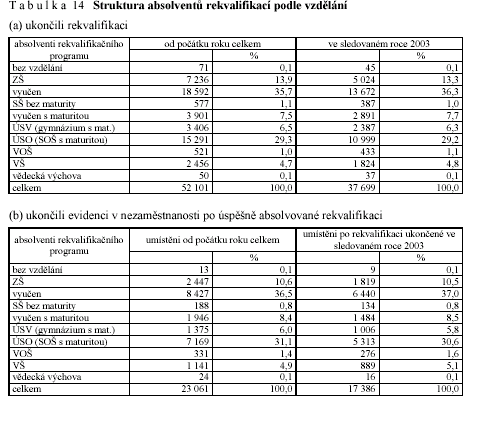 Tabulka 14 Struktura absolventů rekvalifikací podle vzdělání
(a) ukončili rekvalifikaci
absolventi rekvalifikačního programu od počátku roku celkem ve sledovaném roce 2003
% %
bez vzdělání 71 0,1 45 0,1
ZŠ 7 236 13,9 5 024 13,3
vyučen 18 592 35,7 13 672 36,3
SŠ bez maturity 577 1,1 387 1,0
vyučen s maturitou 3 901 7,5 2 891 7,7
ÚSV (gymnázium s mat.) 3 406 6,5 2 387 6,3
ÚSO (SOŠ s maturitou) 15 291 29,3 10 999 29,2
VOŠ 521 1,0 433 1,1
VŠ 2 456 4,7 1 824 4,8
vědecká výchova 50 0,1 37 0,1
celkem 52 101 100,0 37 699 100,0
(b) ukončili evidenci v nezaměstnanosti po úspěšně absolvované rekvalifikaci
absolventi rekvalifikačního programu umístěni od počátku roku celkem umístěni po rekvalifikaci ukončené ve sledovaném roce 2003
% %
bez vzdělání 13 0,1 9 0,1
ZŠ 2 447 10,6 1 819 10,5
vyučen 8 427 36,5 6 440 37,0
SŠ bez maturity 188 0,8 134 0,8
vyučen s maturitou 1 946 8,4 1 484 8,5
ÚSV (gymnázium s mat.) 1 375 6,0 1 006 5,8
ÚSO (SOŠ s maturitou) 7 169 31,1 5 313 30,6
VOŠ 331 1,4 276 1,6
VŠ 1 141 4,9 889 5,1
vědecká výchova 24 0,1 16 0,1
celkem 23 061 100,0 17 386 100,0